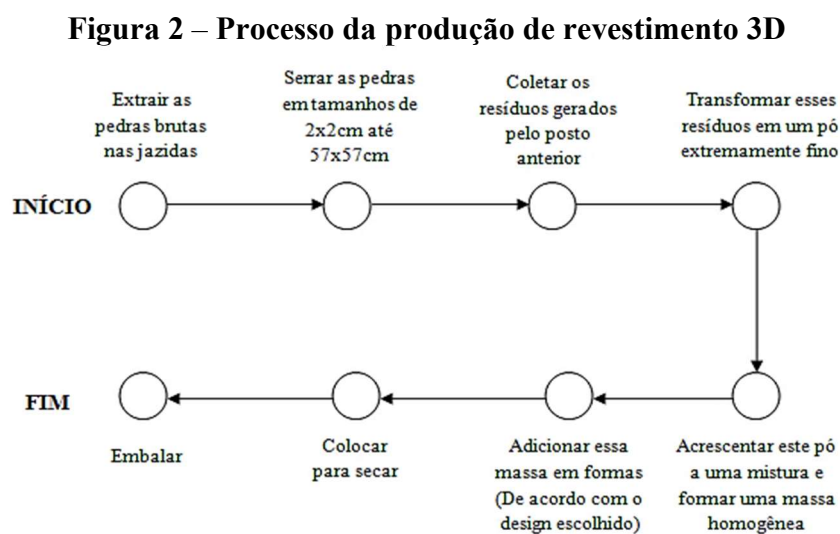 Figura 2 – Processo da produção de revestimento 3D
Extrair as
pedras brutas
nas jazidas
Serrar as pedras
em tamanhos de
2x2cm até
57x57cm
Coletar os
resíduos gerados
pelo posto
anterior
Transformar esses
resíduos em um pó
extremamente fino
INÍCIO
FIM
Embalar
Colocar
para secar
Adicionar essa
massa em formas
(De acordo com o
design escolhido)
Acrescentar este pó
a uma mistura e
formar uma massa
homogênea